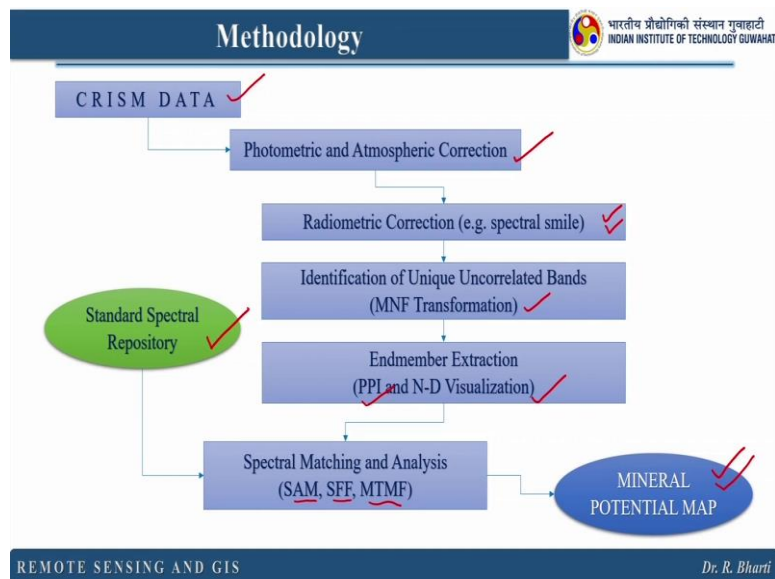 Methodology
भारतीय प्रौद्योगिकी संस्थान गुवाहाटी
INDIAN INSTITUTE OF TECHNOLOGY GUWAHAT
CRISM DATA
Photometric and Atmospheric Correction
Radiometric Correction (e.g. spectral smile)
Identification of Unique Uncorrelated Bands
(MNF Transformation)
Standard Spectral
Repository
Endmember Extraction
(PPI and N-D Visualization)
Spectral Matching and Analysis
(SAM, SFF, MTMF)
MINERAL
POTENTIAL MAP
REMOTE SENSING AND GIS
Dr. R. Bharti